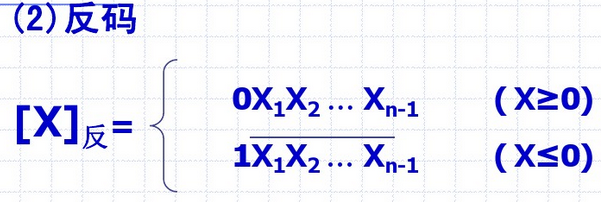 (2)反码
0X₁X₂ … Xₙ₋₁ ( X≥0)
[X]反=
1X₁X₂ … Xₙ₋₁ ( X≤0)